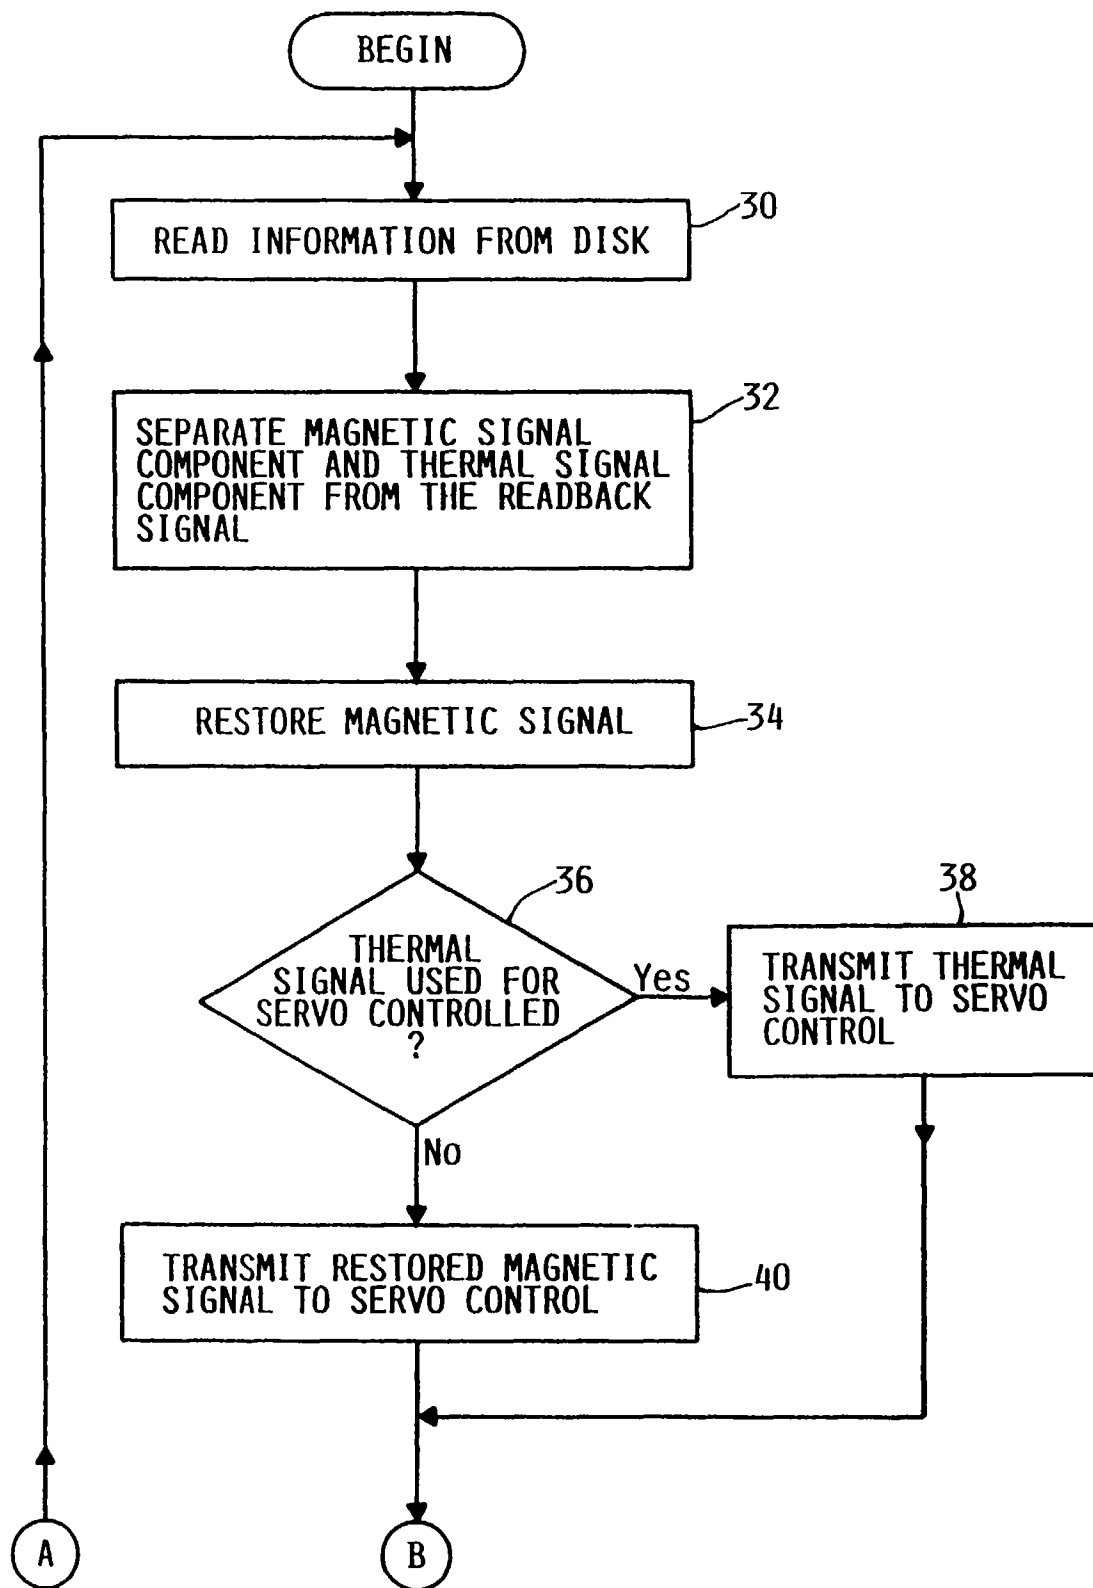 BEGIN
30
READ INFORMATION FROM DISK
32
SEPARATE MAGNETIC SIGNAL
COMPONENT AND THERMAL SIGNAL
COMPONENT FROM THE READBACK
SIGNAL
RESTORE MAGNETIC SIGNAL
34
36
THERMAL
SIGNAL USED FOR
SERVO CONTROLLED
?
Yes
38
TRANSMIT THERMAL
SIGNAL TO SERVO
CONTROL
No
TRANSMIT RESTORED MAGNETIC
SIGNAL TO SERVO CONTROL
40
A
B